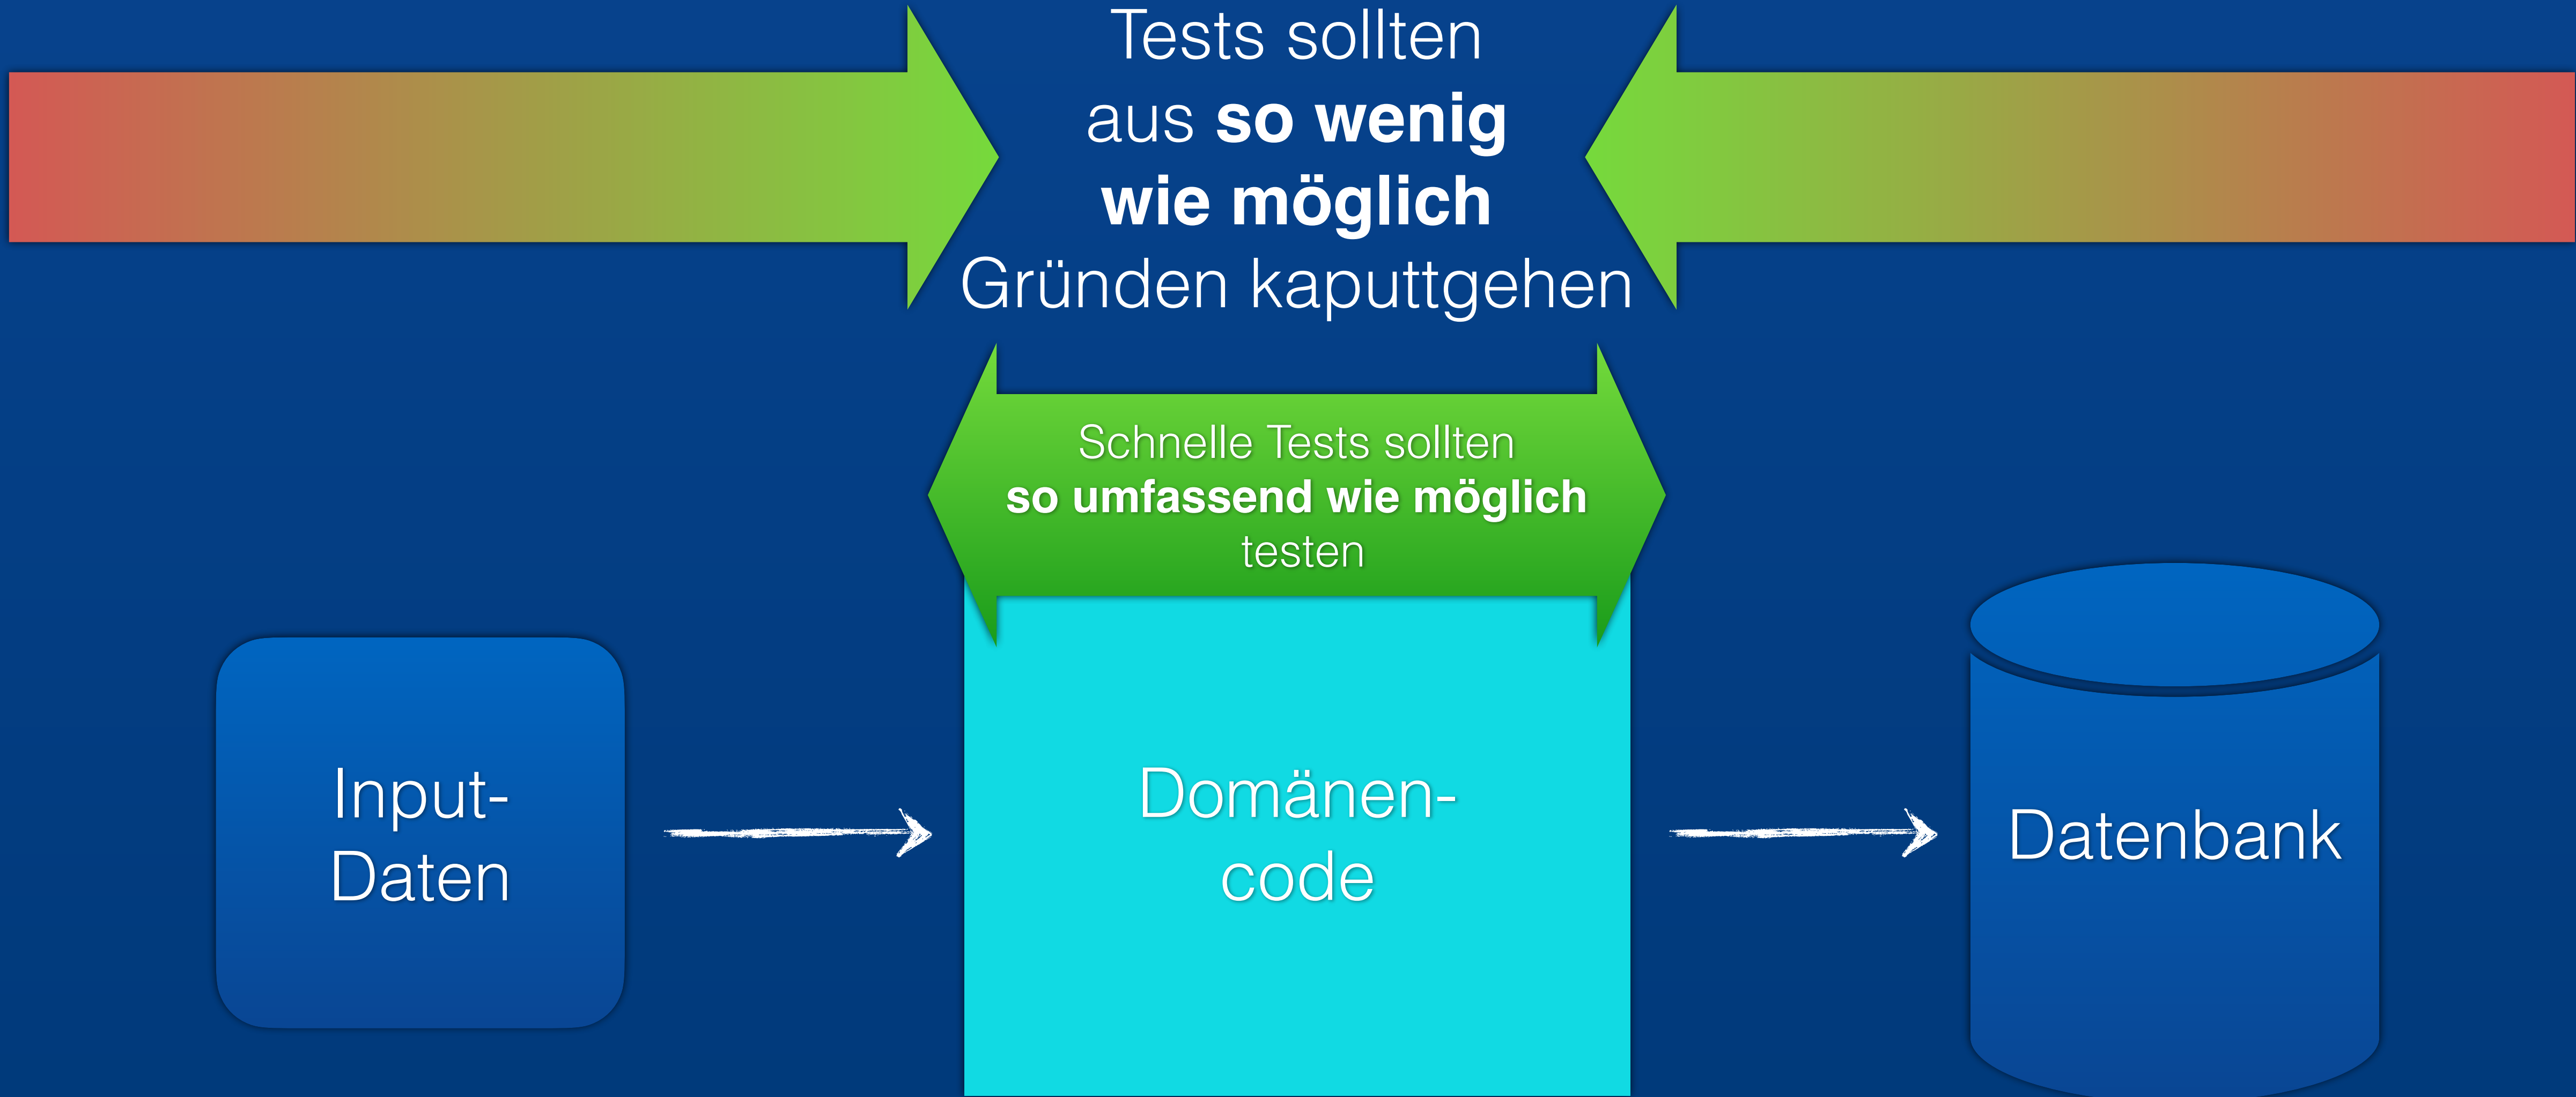 Tests sollten
aus so wenig
wie möglich
Gründen kaputtgehen
Schnelle Tests sollten
so umfassend wie möglich
testen
Input-
Daten
Domänen-
code
Datenbank